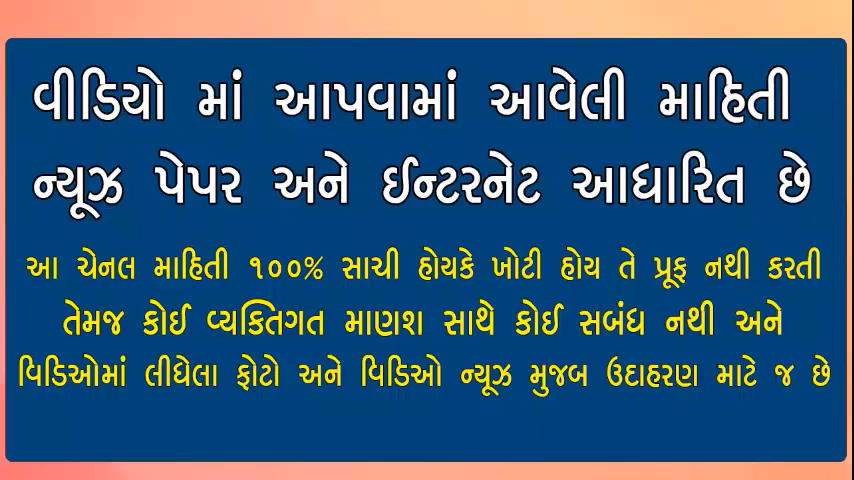 વીડિયો માં આપવામાં આવેલી માહિતી
ન્યૂઝ પેપર અને ઈન્ટરનેટ આધારિત છે
આ ચેનલ માહિતી ૧૦૦% સાચી હોયકે ખોટી હોય તે પ્રૂફ નથી કરતી
તેમજ કોઈ વ્યક્તિગત માણશ સાથે કોઈ સબંધ નથી અને
વિડિઓમાં લીધેલા ફોટો અને વિડિઓ ન્યૂઝ મુજબ ઉદાહરણ માટે જ છે